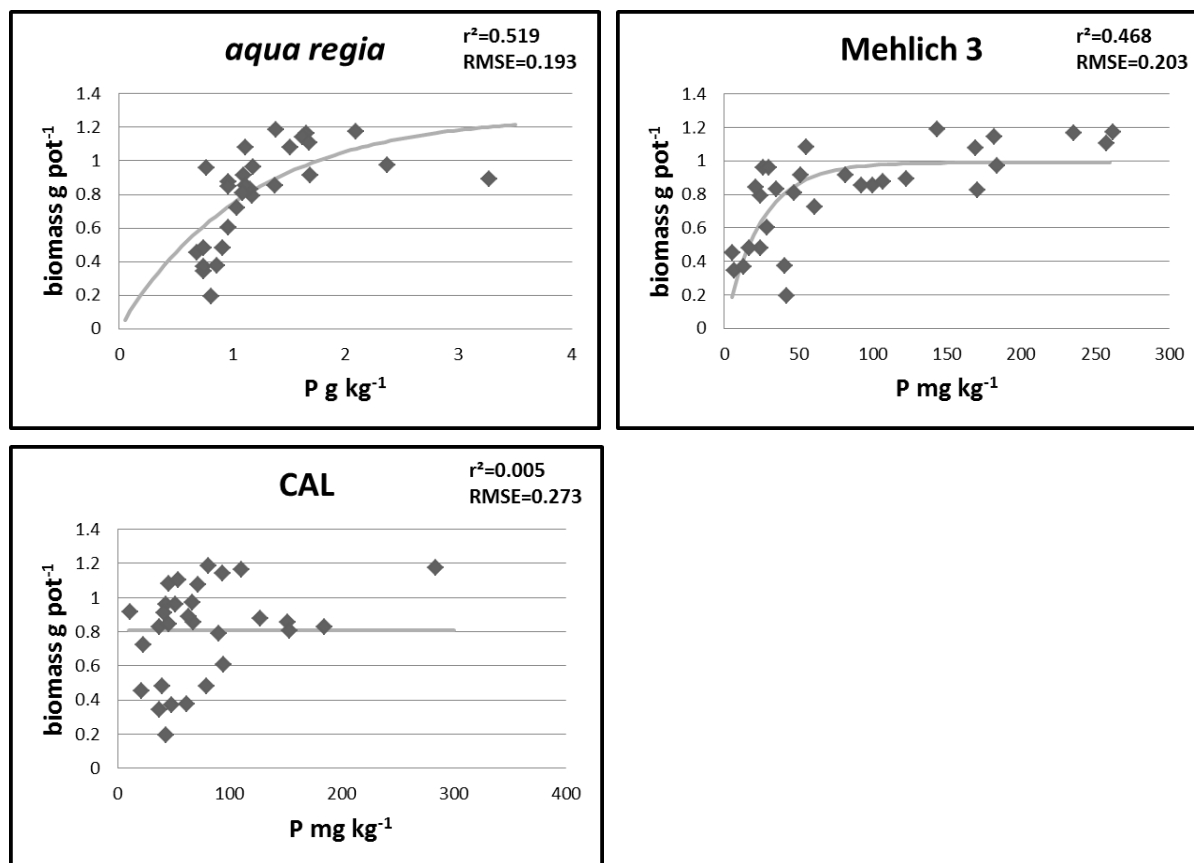 aqua regia
r²=0.519
RMSE=0.193
biomass g pot-1
1.4
1.2
1
0.8
0.6
0.4
0.2
0
0 1 2 3 4
P g kg-1
Mehlich 3
r²=0.468
RMSE=0.203
biomass g pot-1
1.4
1.2
1
0.8
0.6
0.4
0.2
0
0 50 100 150 200 250 300
P mg kg-1
CAL
r²=0.005
RMSE=0.273
biomass g pot-1
1.4
1.2
1
0.8
0.6
0.4
0.2
0
0 100 200 300 400
P mg kg-1